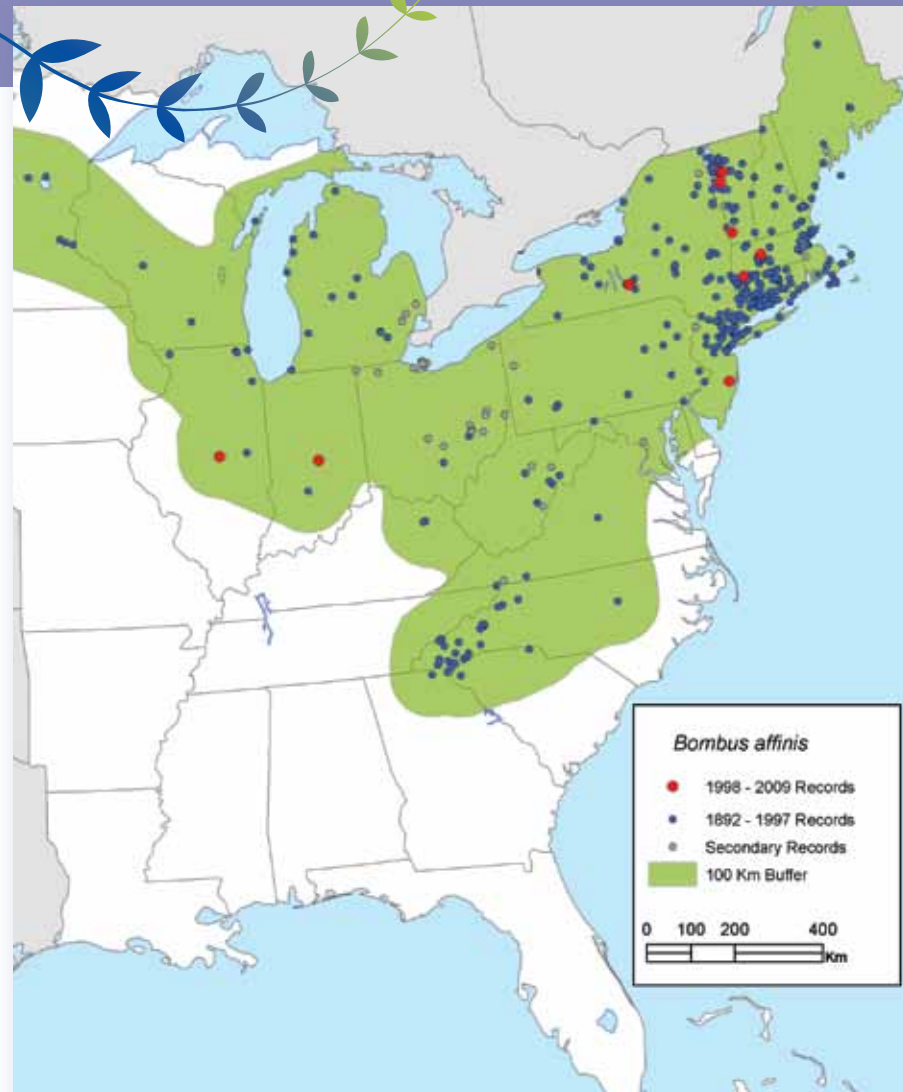 Bombus affinis
1998 - 2009 Records
1892 - 1997 Records
Secondary Records
100 Km Buffer
0 100 200 400
Km